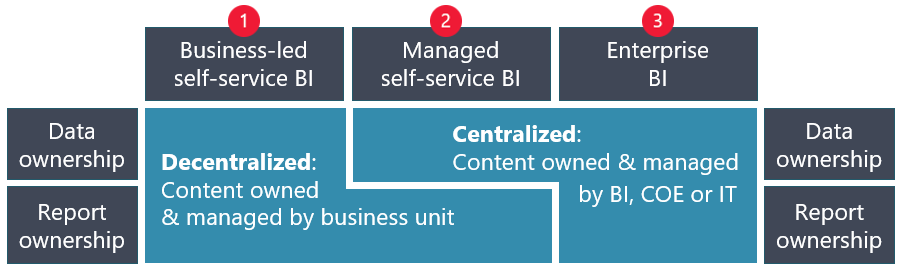 1
2
3
Business-led
self-service BI
Managed
self-service BI
Enterprise
BI
Data
ownership
Report
ownership
Decentralized:
Content owned
& managed by business unit
Centralized:
Content owned & managed
by BI, COE or IT
Data
ownership
Report
ownership